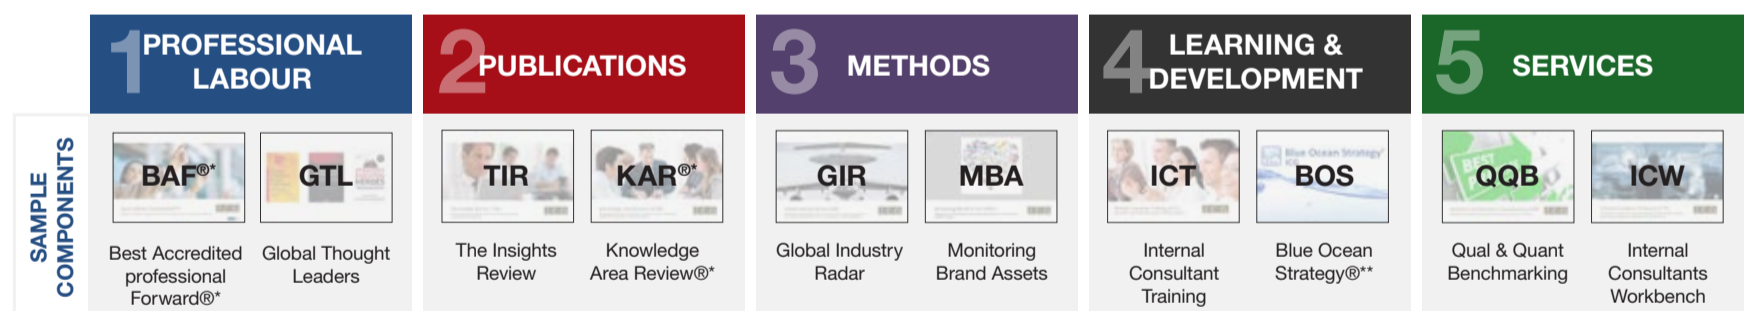 1 PROFESSIONAL
LABOUR
2 PUBLICATIONS
3 METHODS
4 LEARNING &
DEVELOPMENT
5 SERVICES
SAMPLE
COMPONENTS
BAF®*
GTL
TIR
KAR®*
GIR
MBA
ICT
Blue Ocean Strategy®
BOS
BEST
QQB
ICW
Best Accredited
professional
Forward®*
Global Thought
Leaders
The Insights
Review
Knowledge
Area Review®*
Global Industry
Radar
Monitoring
Brand Assets
Internal
Consultant
Training
Blue Ocean
Strategy®**
Qual & Quant
Benchmarking
Internal
Consultants
Workbench